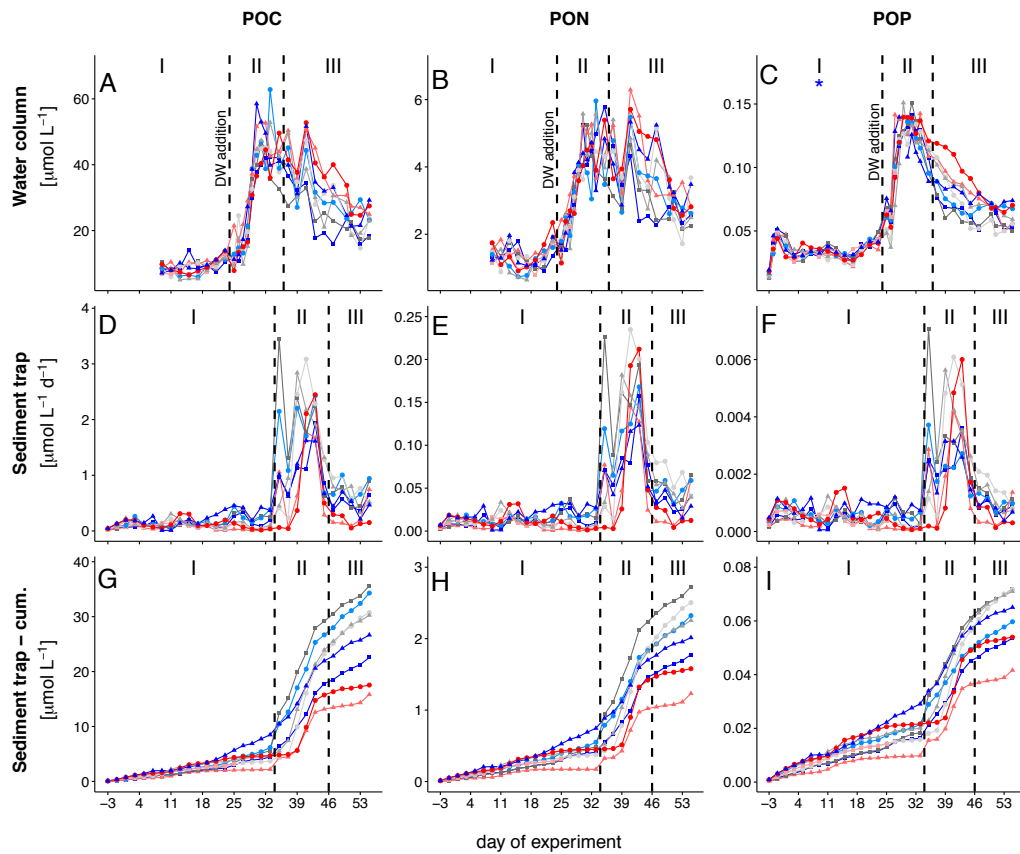 POC PON POP
Water column
[μmol L−1]
A I II III
DW addition
60
40
20
B I II III
DW addition
6
4
2
C I II III
*
DW addition
0.15
0.10
0.05
Sediment trap
[μmol L−1 d−1]
D I II III
4
3
2
1
0
E I II III
0.25
0.20
0.15
0.10
0.05
0.00
F I II III
0.006
0.004
0.002
0.000
Sediment trap − cum.
[μmol L−1]
G I II III
40
30
20
10
0
−3 4 11 18 25 32 39 46 53
H I II III
3
2
1
0
−3 4 11 18 25 32 39 46 53
I I II III
0.08
0.06
0.04
0.02
0.00
−3 4 11 18 25 32 39 46 53
day of experiment